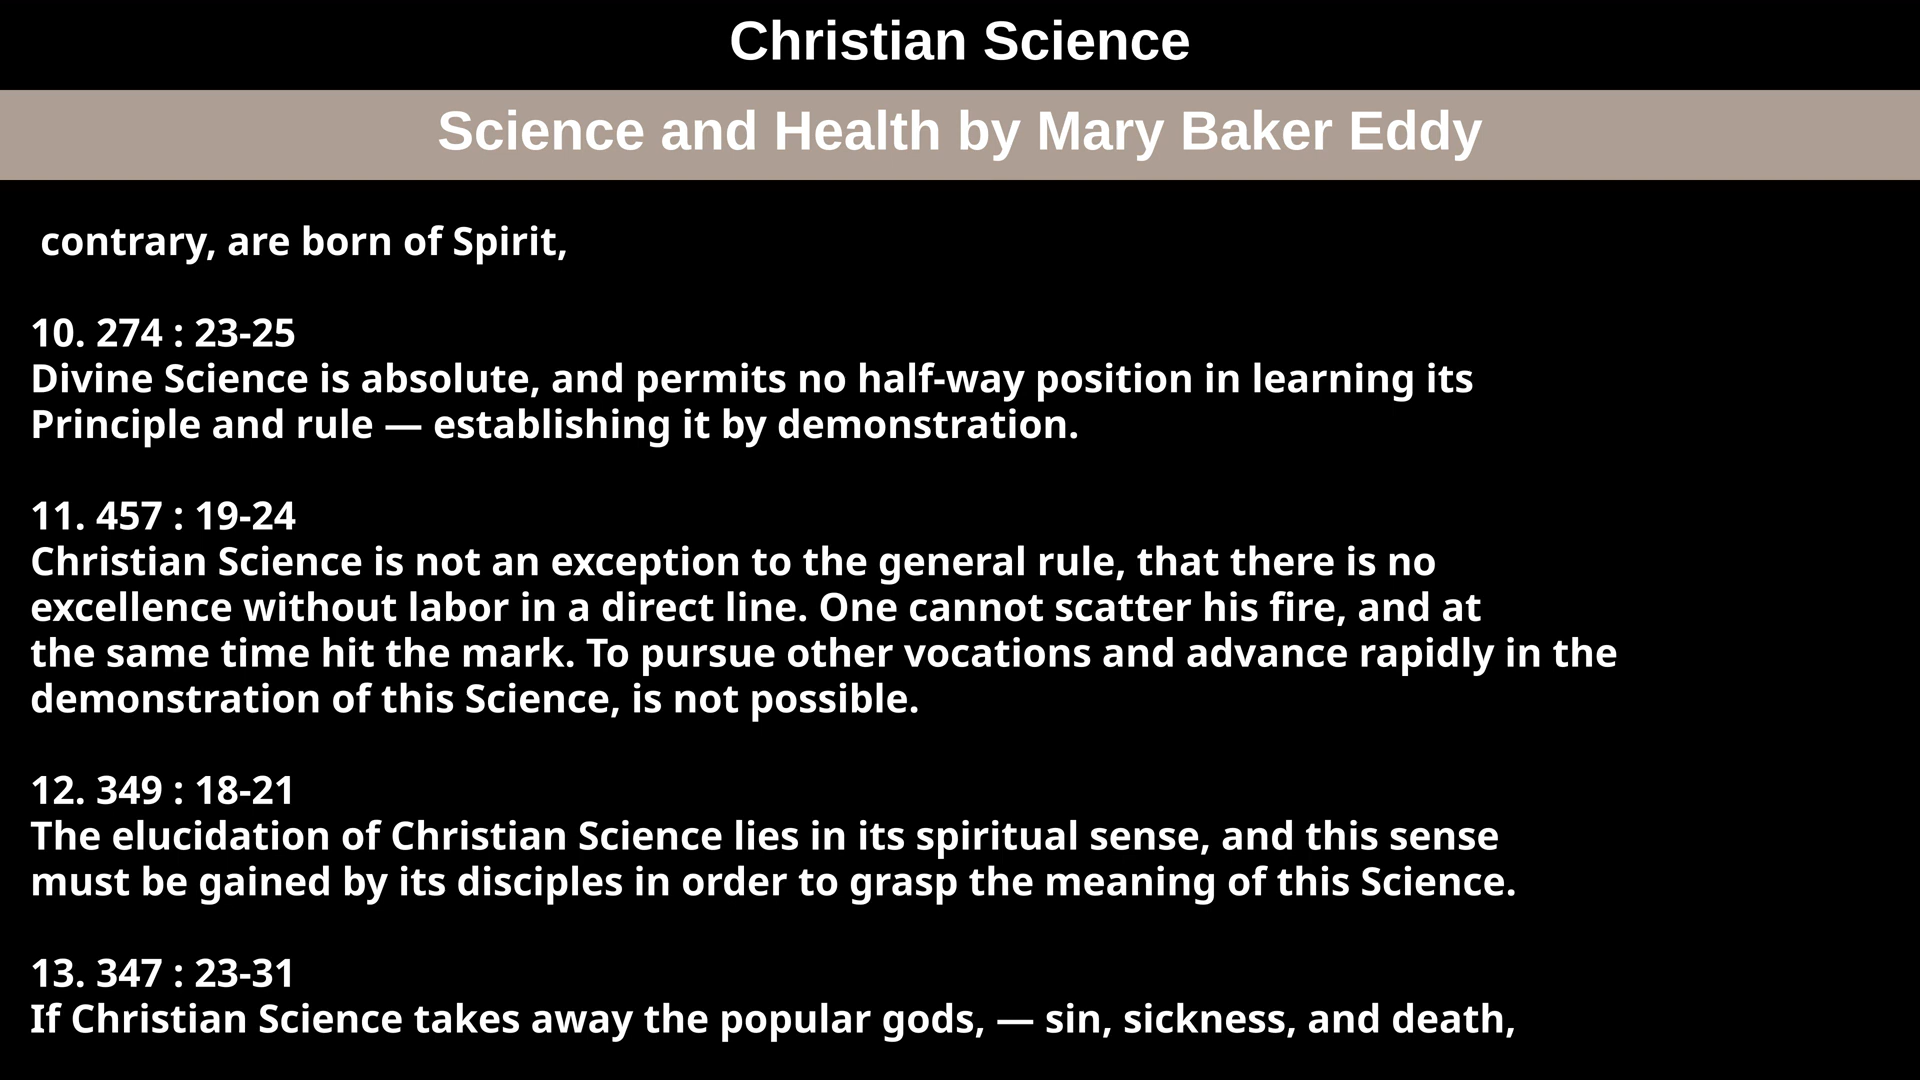 Christian Science
Science and Health by Mary Baker Eddy
contrary, are born of Spirit,
10. 274 : 23-25
Divine Science is absolute, and permits no half-way position in learning its
Principle and rule — establishing it by demonstration.
11. 457 : 19-24
Christian Science is not an exception to the general rule, that there is no
excellence without labor in a direct line. One cannot scatter his fire, and at
the same time hit the mark. To pursue other vocations and advance rapidly in the
demonstration of this Science, is not possible.
12. 349 : 18-21
The elucidation of Christian Science lies in its spiritual sense, and this sense
must be gained by its disciples in order to grasp the meaning of this Science.
13. 347 : 23-31
If Christian Science takes away the popular gods, — sin, sickness, and death,